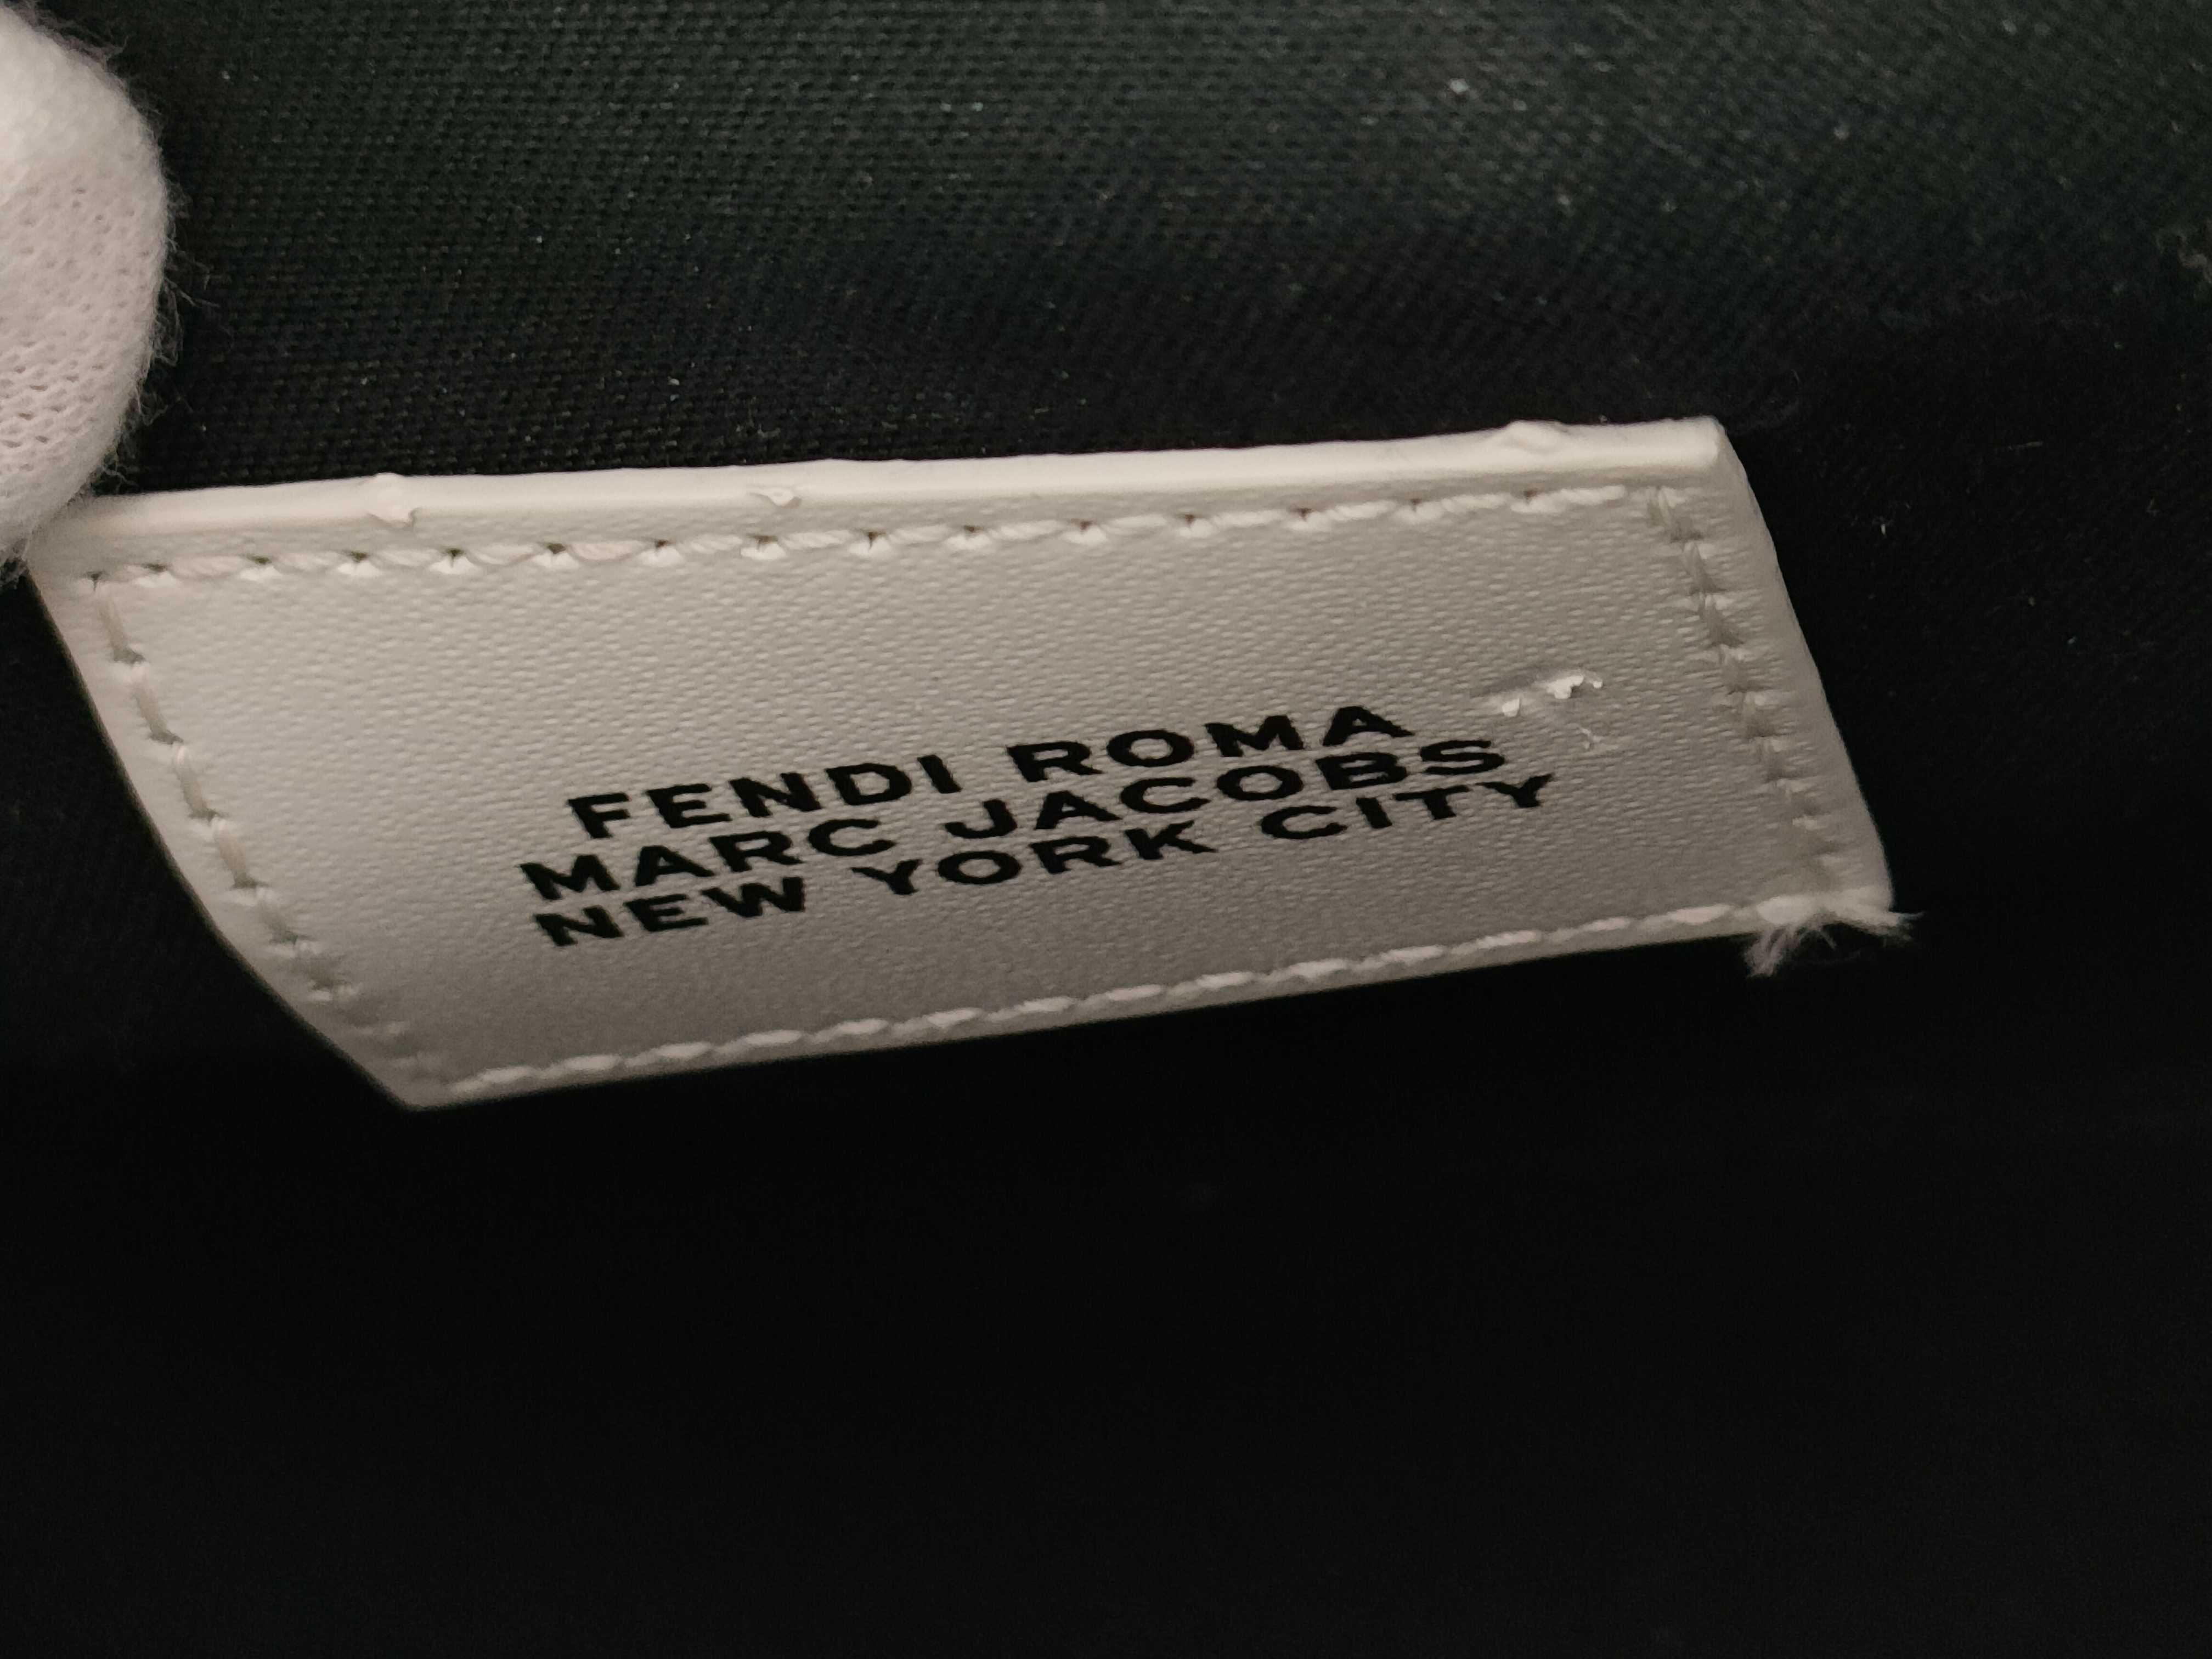 FENDI ROMA
MARC JACOBS
NEW YORK CITY